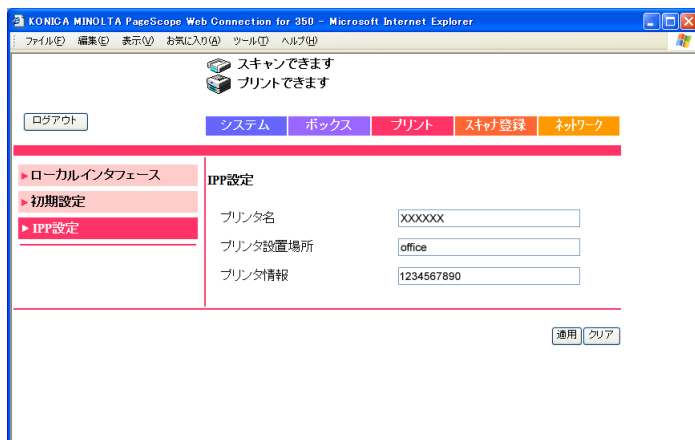 KONICA MINOLTA PageScope Web Connection for 350 - Microsoft Internet Explorer
ファイル(F) 編集(E) 表示(V) お気に入り(A) ツール(T) ヘルプ(H)
スキャンできます
プリントできます
ログアウト
システム ボックス プリント スキャナ登録 ネットワーク
ローカルインタフェース
初期設定
IPP設定
IPP設定
プリンタ名 XXXXXX
プリンタ設置場所 office
プリンタ情報 1234567890
適用 クリア